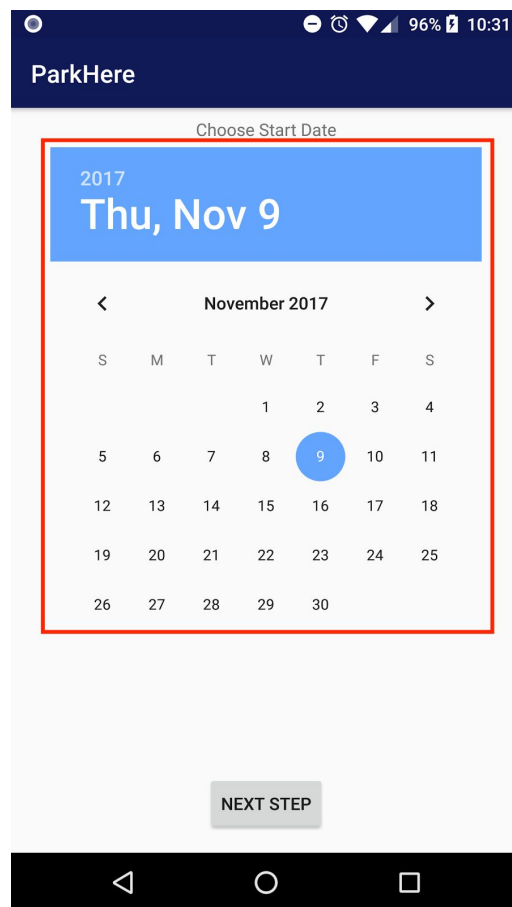 96% 10:31
ParkHere
Choose Start Date
2017
Thu, Nov 9
November 2017
S M T W T F S
1 2 3 4
5 6 7 8 9 10 11
12 13 14 15 16 17 18
19 20 21 22 23 24 25
26 27 28 29 30
NEXT STEP